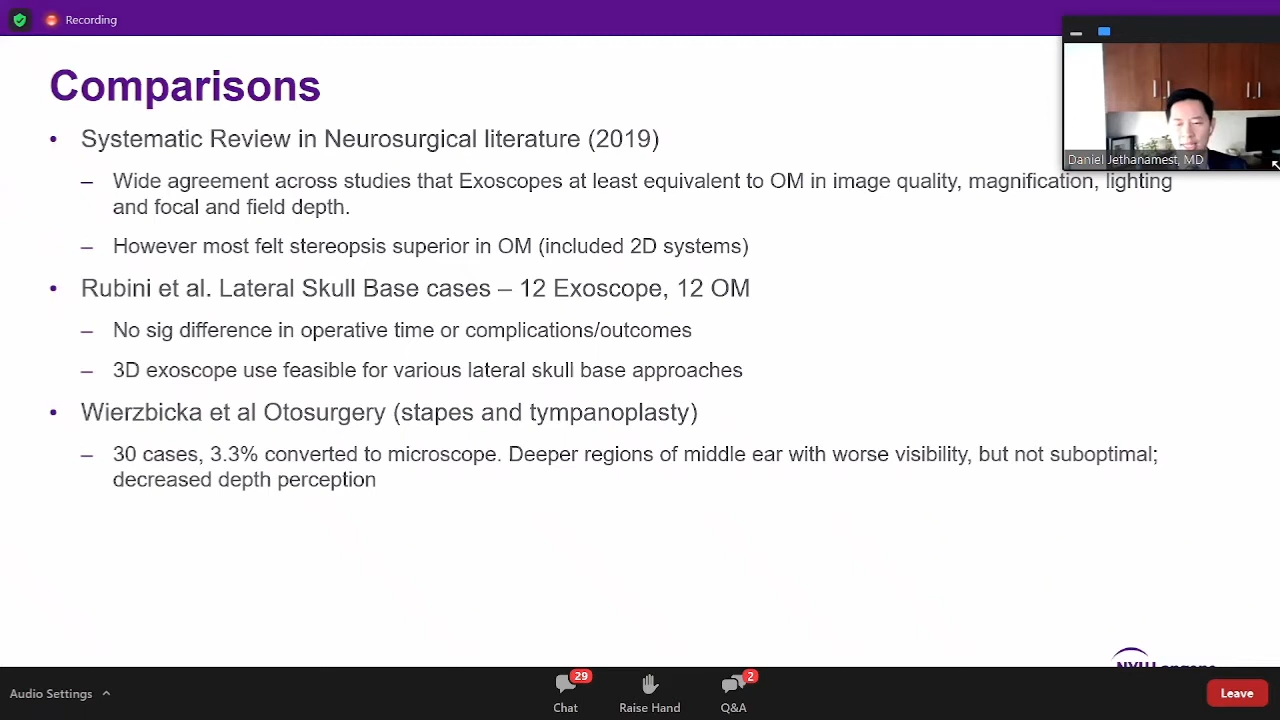 Recording
Comparisons
• Systematic Review in Neurosurgical literature (2019)
– Wide agreement across studies that Exoscopes at least equivalent to OM in image quality, magnification, lighting
and focal and field depth.
– However most felt stereopsis superior in OM (included 2D systems)
• Rubini et al. Lateral Skull Base cases – 12 Exoscope, 12 OM
– No sig difference in operative time or complications/outcomes
– 3D exoscope use feasible for various lateral skull base approaches
• Wierzbicka et al Otosurgery (stapes and tympanoplasty)
– 30 cases, 3.3% converted to microscope. Deeper regions of middle ear with worse visibility, but not suboptimal;
decreased depth perception
Daniel Jethanamest, MD
Audio Settings
29
Chat
Raise Hand
2
Q&A
Leave